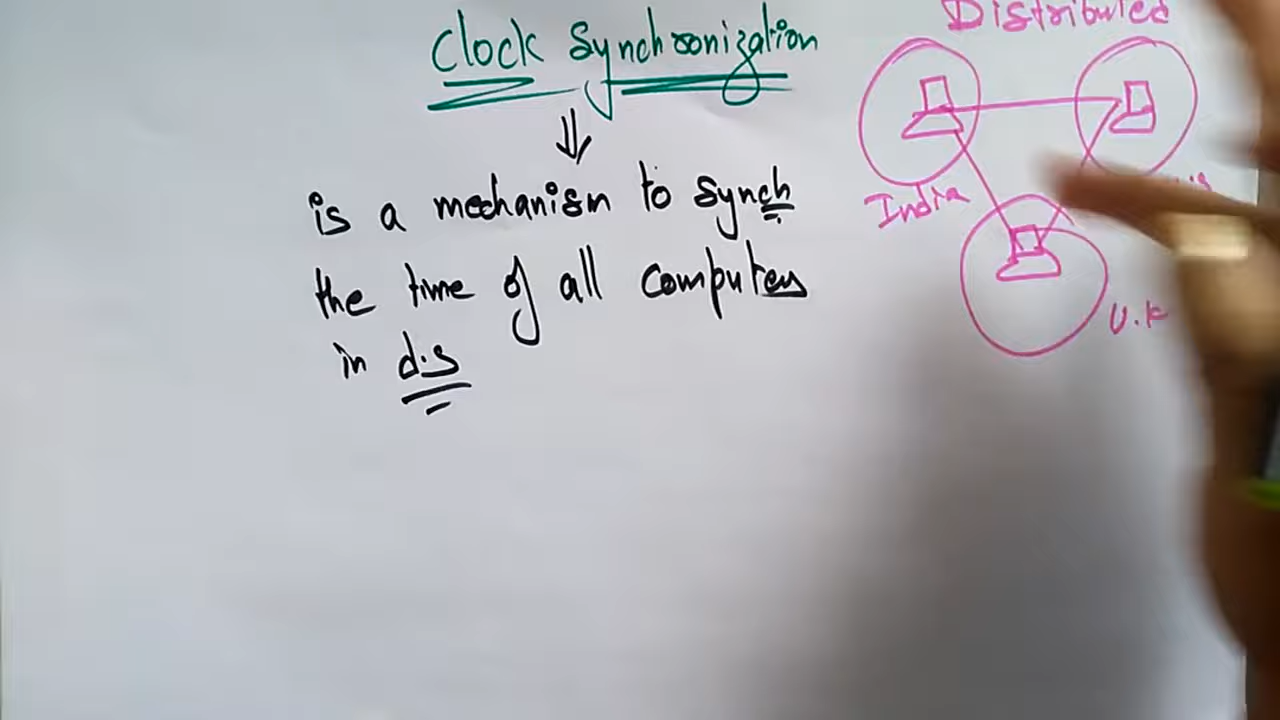 Clock Synchronization
is a mechanism to synch
the time of all computers
in d.s
Distributed
India
U.K